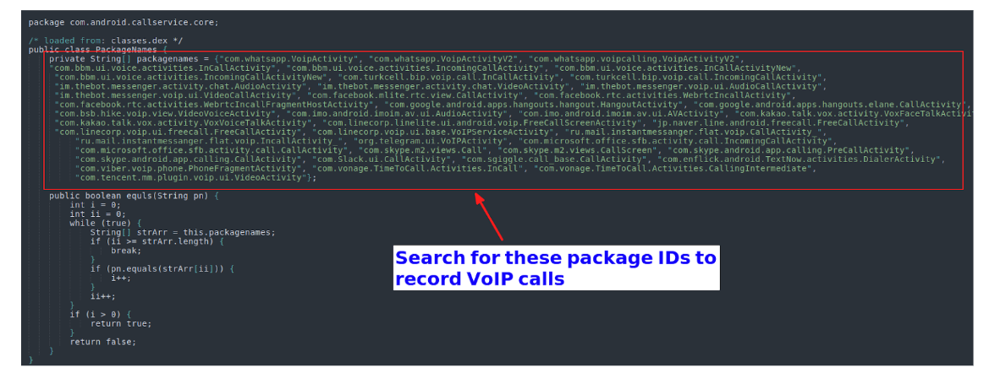 package com.android.callservice.core;
/* loaded from: classes.dex */
public class PackageNames {
private String[] packagenames = {"com.whatsapp.VoipActivity", "com.whatsapp.VoipActivityV2", "com.whatsapp.voipcalling.VoipActivityV2",
"com.bbm.ui.voice.activities.InCallActivity", "com.bbm.ui.voice.activities.IncomingCallActivity", "com.bbm.ui.voice.activities.InCallActivityNew",
"com.bbm.ui.voice.activities.IncomingCallActivityNew", "com.turkcell.bip.voip.call.InCallActivity", "com.turkcell.bip.voip.call.IncomingCallActivity",
"im.thebot.messenger.activity.chat.AudioActivity", "im.thebot.messenger.activity.chat.VideoActivity", "im.thebot.messenger.voip.ui.AudioCallActivity",
"im.thebot.messenger.voip.ui.VideoCallActivity", "com.facebook.mlite.rtc.view.CallActivity", "com.facebook.rtc.activities.WebrtcIncallActivity",
"com.facebook.rtc.activities.WebrtcIncallFragmentHostActivity", "com.google.android.apps.hangouts.hangout.HangoutActivity", "com.google.android.apps.hangouts.elane.CallActivity",
"com.bsb.hike.voip.view.VideoVoiceActivity", "com.imo.android.imoim.av.ui.AudioActivity", "com.imo.android.imoim.av.ui.AVActivity", "com.kakao.talk.vox.activity.VoxFaceTalkActivi
"com.kakao.talk.vox.activity.VoxVoiceTalkActivity", "com.linecorp.linelite.ui.android.voip.FreeCallScreenActivity", "jp.naver.line.android.freecall.FreeCallActivity",
"com.linecorp.voip.ui.freecall.FreeCallActivity", "com.linecorp.voip.ui.base.VoIPServiceActivity", "ru.mail.instantmessanger.flat.voip.CallActivity_",
"ru.mail.instantmessanger.flat.voip.IncallActivity_", "org.telegram.ui.VoIPActivity", "com.microsoft.office.sfb.activity.call.IncomingCallActivity",
"com.microsoft.office.sfb.activity.call.CallActivity", "com.skype.m2.views.Call", "com.skype.m2.views.CallScreen", "com.skype.android.app.calling.PreCallActivity",
"com.skype.android.app.calling.CallActivity", "com.Slack.ui.CallActivity", "com.sgiggle.call_base.CallActivity", "com.enflick.android.TextNow.activities.DialerActivity",
"com.viber.voip.phone.PhoneFragmentActivity", "com.vonage.TimeToCall.Activities.InCall", "com.vonage.TimeToCall.Activities.CallingIntermediate",
"com.tencent.mm.plugin.voip.ui.VideoActivity"};
public boolean equls(String pn) {
int i = 0;
int ii = 0;
while (true) {
String[] strArr = this.packagenames;
if (ii >= strArr.length) {
break;
}
if (pn.equals(strArr[ii])) {
i++;
}
ii++;
}
if (i > 0) {
return true;
}
return false;
}
}
Search for these package IDs to
record VoIP calls